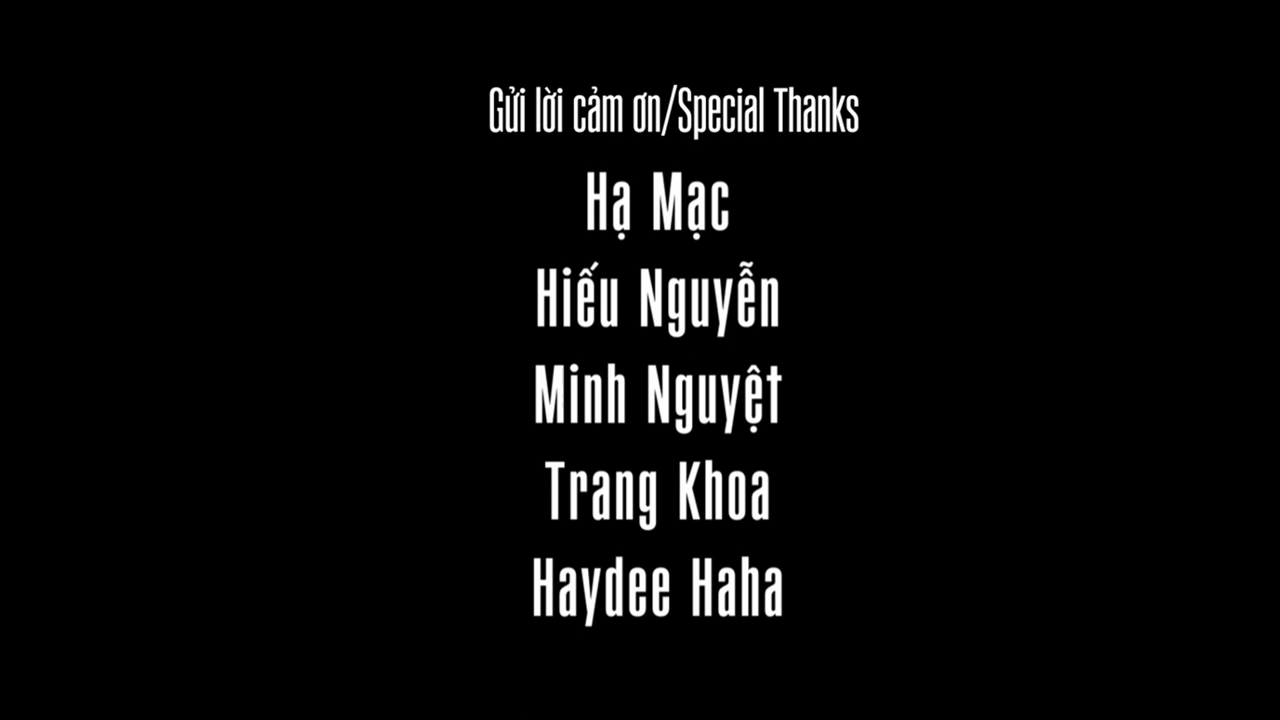 Gửi lời cảm ơn/Special Thanks
Hạ Mạc
Hiếu Nguyễn
Minh Nguyệt
Trang Khoa
Haydee Haha